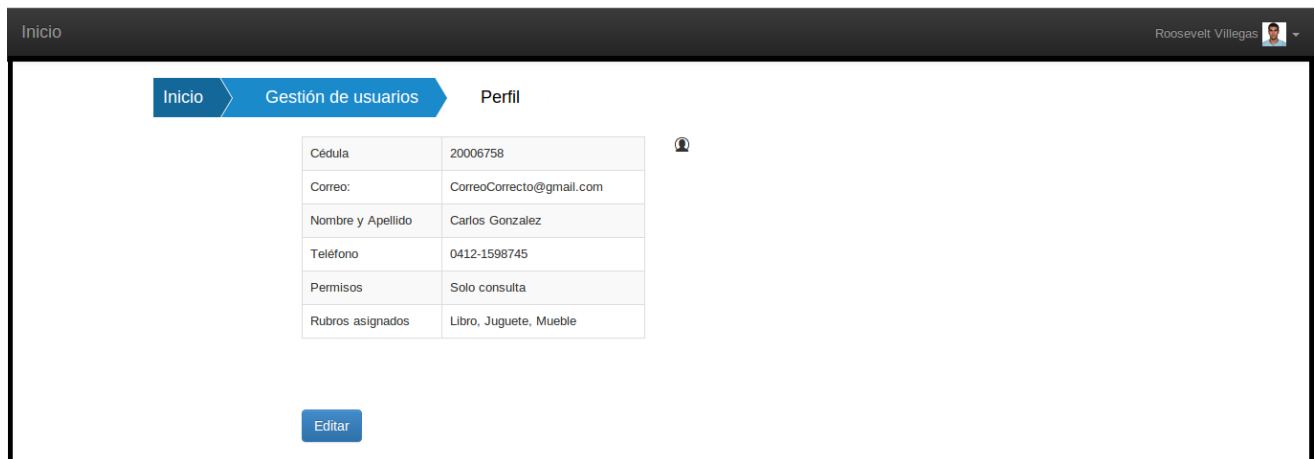 Inicio
Roosevelt Villegas
Inicio Gestión de usuarios Perfil
Cédula 20006758
Correo: CorreoCorrecto@gmail.com
Nombre y Apellido Carlos Gonzalez
Teléfono 0412-1598745
Permisos Solo consulta
Rubros asignados Libro, Juguete, Mueble
Editar